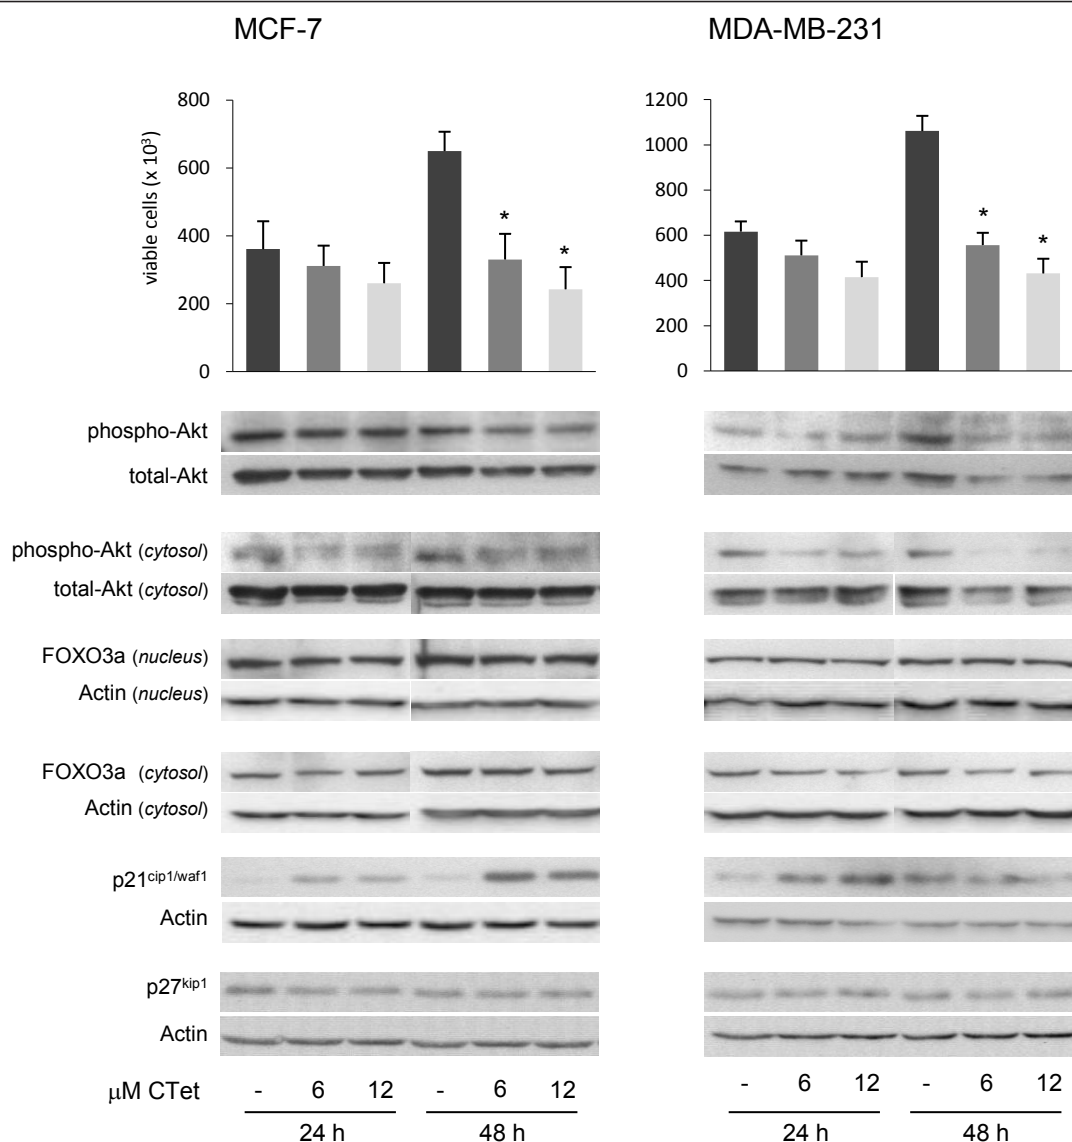 MCF-7 MDA-MB-231
viable cells (x 10³)
800
600
400
200
0
* *
1200
1000
800
600
400
200
0
* *
phospho-Akt
total-Akt
phospho-Akt (cytosol)
total-Akt (cytosol)
FOXO3a (nucleus)
Actin (nucleus)
FOXO3a (cytosol)
Actin (cytosol)
p21cip1/waf1
Actin
p27kip1
Actin
μM CTet - 6 12 - 6 12 - 6 12 - 6 12
24 h 48 h 24 h 48 h